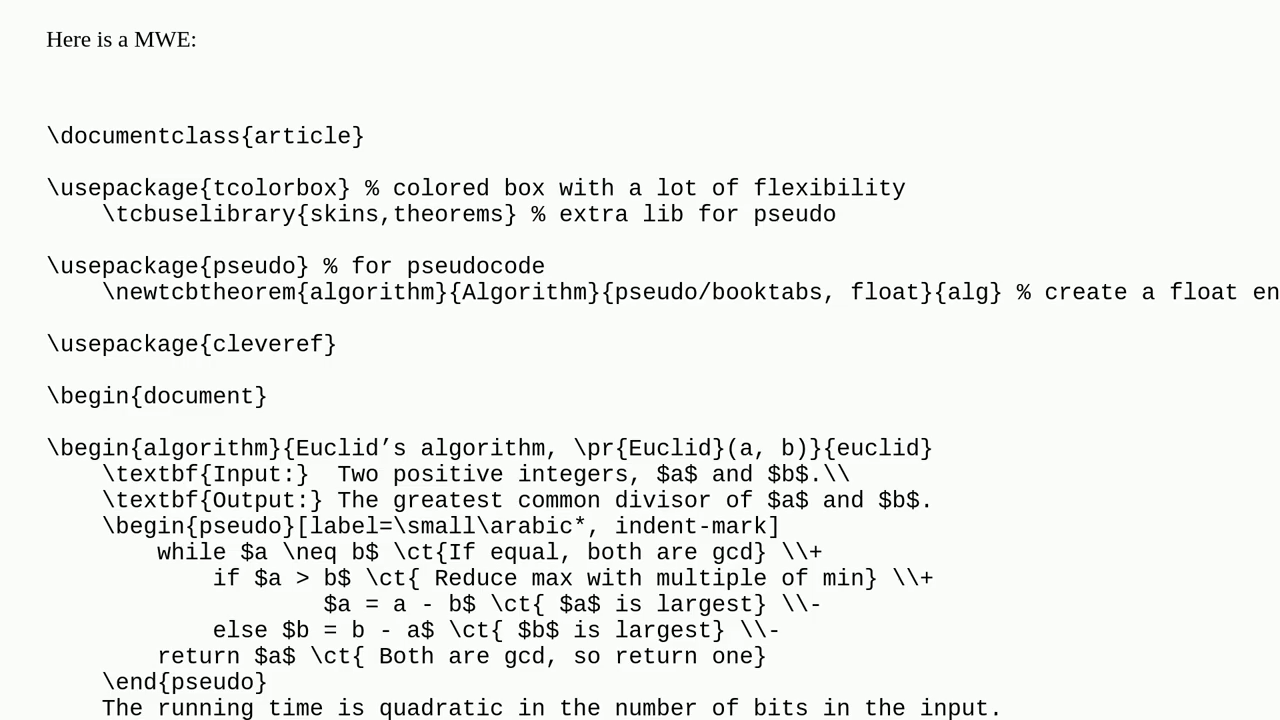 Here is a MWE:
\documentclass{article}
\usepackage{tcolorbox} % colored box with a lot of flexibility
\tcbuselibrary{skins,theorems} % extra lib for pseudo
\usepackage{pseudo} % for pseudocode
\newtcbtheorem{algorithm}{Algorithm}{pseudo/booktabs, float}{alg} % create a float en
\usepackage{cleveref}
\begin{document}
\begin{algorithm}{Euclid’s algorithm, \pr{Euclid}(a, b)}{euclid}
\textbf{Input:}  Two positive integers, $a$ and $b$.\\
\textbf{Output:} The greatest common divisor of $a$ and $b$.
\begin{pseudo}[label=\small\arabic*, indent-mark]
while $a \neq b$ \ct{If equal, both are gcd} \\+
if $a > b$ \ct{ Reduce max with multiple of min} \\+
$a = a - b$ \ct{ $a$ is largest} \\-
else $b = b - a$ \ct{ $b$ is largest} \\-
return $a$ \ct{ Both are gcd, so return one}
\end{pseudo}
The running time is quadratic in the number of bits in the input.